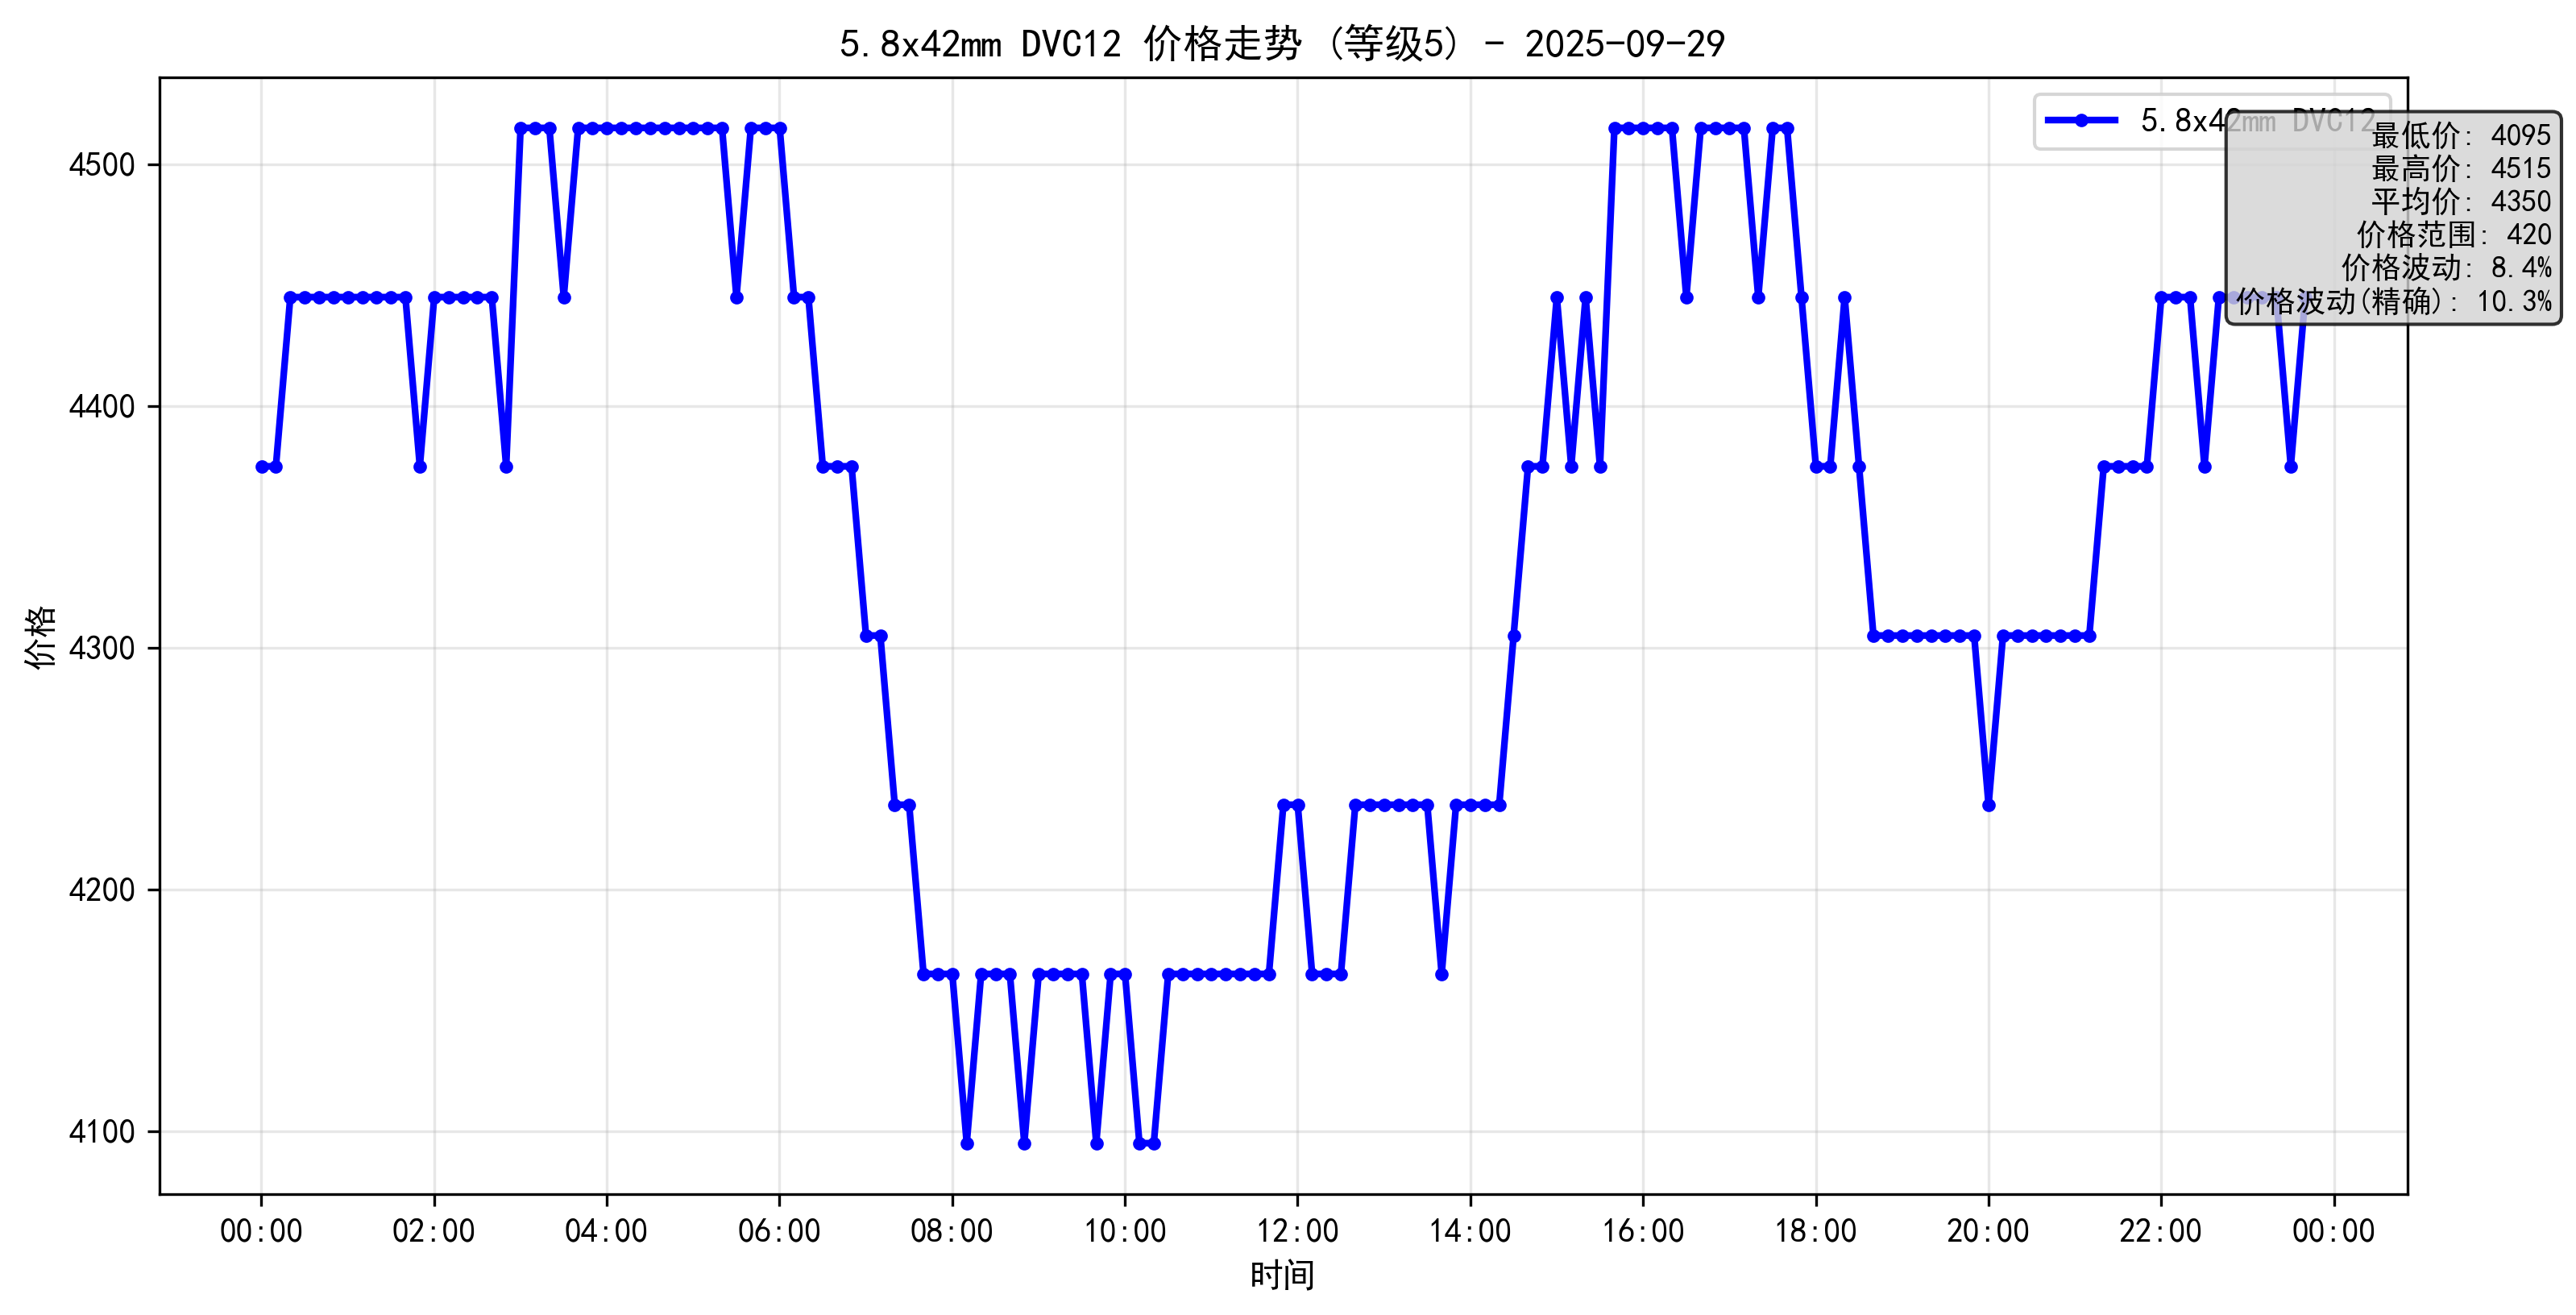 5.8x42mm DVC12 价格走势 (等级5) - 2025-09-29
5.8x42mm DVC12
最低价: 4095
最高价: 4515
平均价: 4350
价格范围: 420
价格波动: 8.4%
价格波动(精确): 10.3%
4500
4400
4300
4200
4100
价格
00:00 02:00 04:00 06:00 08:00 10:00 12:00 14:00 16:00 18:00 20:00 22:00 00:00
时间